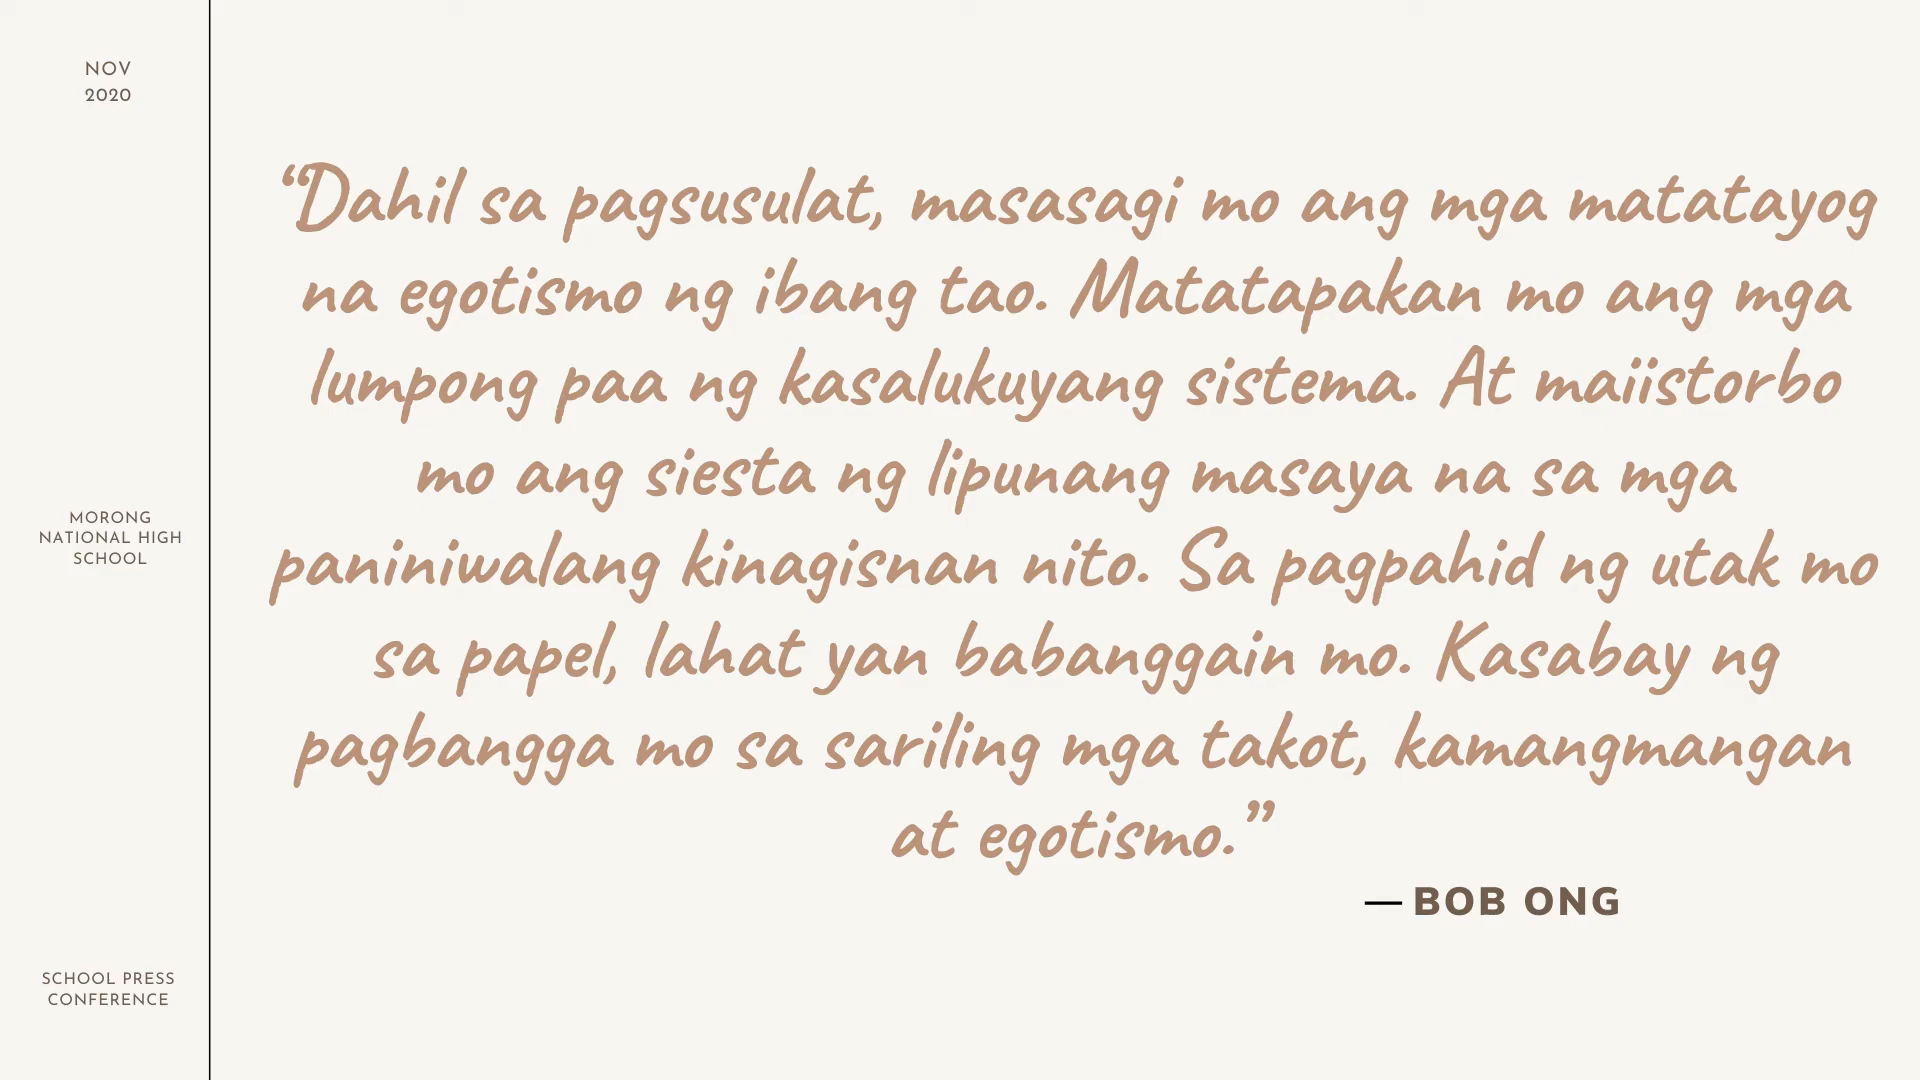 NOV
2020
MORONG
NATIONAL HIGH
SCHOOL
SCHOOL PRESS
CONFERENCE
“Dahil sa pagsusulat, masasagi mo ang mga matatayog
na egotismo ng ibang tao. Matatapakan mo ang mga
lumpong paa ng kasalukuyang sistema. At maiistorbo
mo ang siesta ng lipunang masaya na sa mga
paniniwalang kinagisnan nito. Sa pagpahid ng utak mo
sa papel, lahat yan babanggain mo. Kasabay ng
pagbangga mo sa sariling mga takot, kamangmangan
at egotismo.”
— BOB ONG